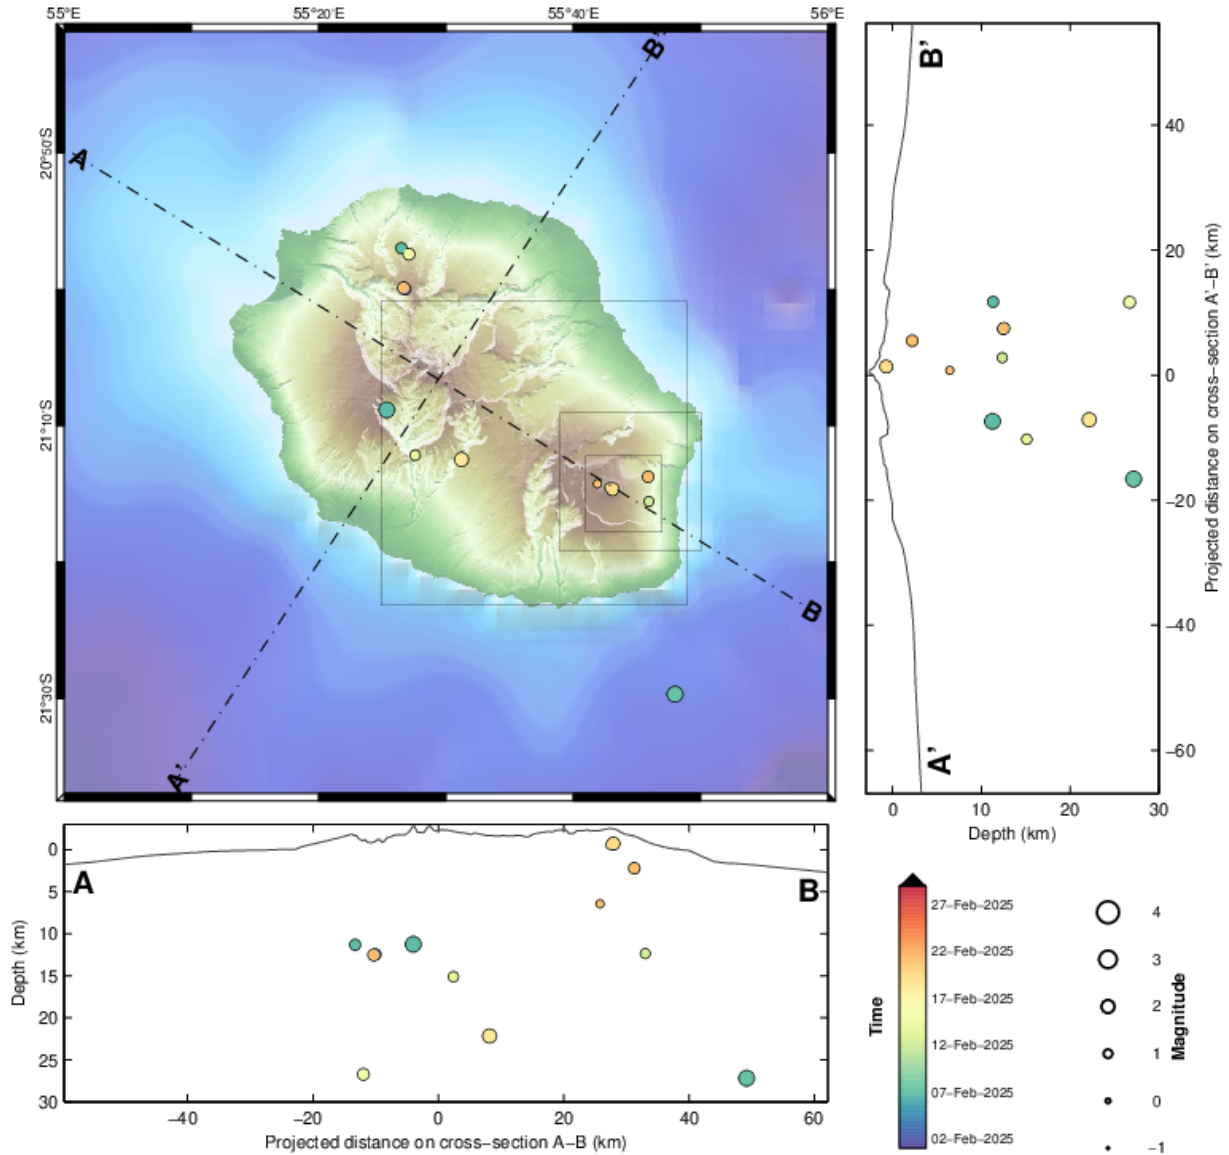 55°E
55°20'E
55°40'E
56°E
20°50'S
21°10'S
21°30'S
A
B'
A'
B
B'
A'
40
20
0
−20
−40
−60
Projected distance on cross−section A'−B' (km)
0
10
20
30
Depth (km)
0
5
10
15
20
25
30
Depth (km)
A
B
−40
−20
0
20
40
60
Projected distance on cross−section A−B (km)
Time
27−Feb−2025
22−Feb−2025
17−Feb−2025
12−Feb−2025
07−Feb−2025
02−Feb−2025
4
3
2
1
0
−1
Magnitude